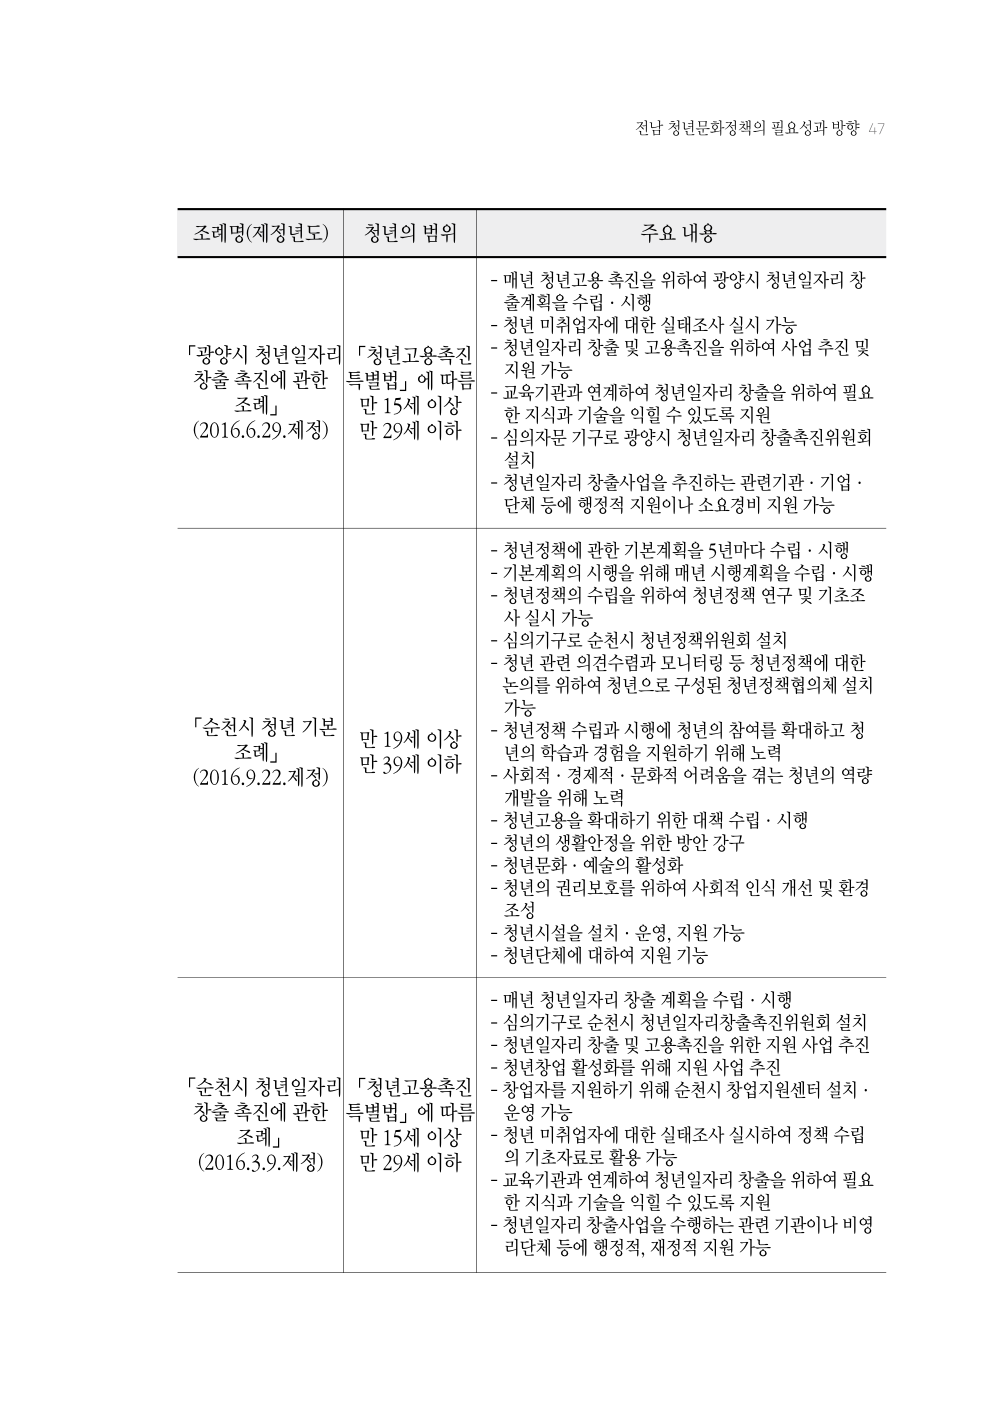 전남 청년문화정책의 필요성과 방향 47
조례명(제정년도) 청년의 범위 주요 내용
「광양시 청년일자리
창출 촉진에 관한
조례」
(2016.6.29.제정)
「청년고용촉진
특별법」에 따름
만 15세 이상
만 29세 이하
- 매년 청년고용 촉진을 위하여 광양시 청년일자리 창
출계획을 수립 · 시행
- 청년 미취업자에 대한 실태조사 실시 가능
- 청년일자리 창출 및 고용촉진을 위하여 사업 추진 및
지원 가능
- 교육기관과 연계하여 청년일자리 창출을 위하여 필요
한 지식과 기술을 익힐 수 있도록 지원
- 심의자문 기구로 광양시 청년일자리 창출촉진위원회
설치
- 청년일자리 창출사업을 추진하는 관련기관 · 기업 ·
단체 등에 행정적 지원이나 소요경비 지원 가능
「순천시 청년 기본
조례」
(2016.9.22.제정)
만 19세 이상
만 39세 이하
- 청년정책에 관한 기본계획을 5년마다 수립 · 시행
- 기본계획의 시행을 위해 매년 시행계획을 수립 · 시행
- 청년정책의 수립을 위하여 청년정책 연구 및 기초조
사 실시 가능
- 심의기구로 순천시 청년정책위원회 설치
- 청년 관련 의견수렴과 모니터링 등 청년정책에 대한
논의를 위하여 청년으로 구성된 청년정책협의체 설치
가능
- 청년정책 수립과 시행에 청년의 참여를 확대하고 청
년의 학습과 경험을 지원하기 위해 노력
- 사회적 · 경제적 · 문화적 어려움을 겪는 청년의 역량
개발을 위해 노력
- 청년고용을 확대하기 위한 대책 수립 · 시행
- 청년의 생활안정을 위한 방안 강구
- 청년문화 · 예술의 활성화
- 청년의 권리보호를 위하여 사회적 인식 개선 및 환경
조성
- 청년시설을 설치 · 운영, 지원 가능
- 청년단체에 대하여 지원 기능
「순천시 청년일자리
창출 촉진에 관한
조례」
(2016.3.9.제정)
「청년고용촉진
특별법」에 따름
만 15세 이상
만 29세 이하
- 매년 청년일자리 창출 계획을 수립 · 시행
- 심의기구로 순천시 청년일자리창출촉진위원회 설치
- 청년일자리 창출 및 고용촉진을 위한 지원 사업 추진
- 청년창업 활성화를 위해 지원 사업 추진
- 창업자를 지원하기 위해 순천시 창업지원센터 설치 ·
운영 가능
- 청년 미취업자에 대한 실태조사 실시하여 정책 수립
의 기초자료로 활용 가능
- 교육기관과 연계하여 청년일자리 창출을 위하여 필요
한 지식과 기술을 익힐 수 있도록 지원
- 청년일자리 창출사업을 수행하는 관련 기관이나 비영
리단체 등에 행정적, 재정적 지원 가능